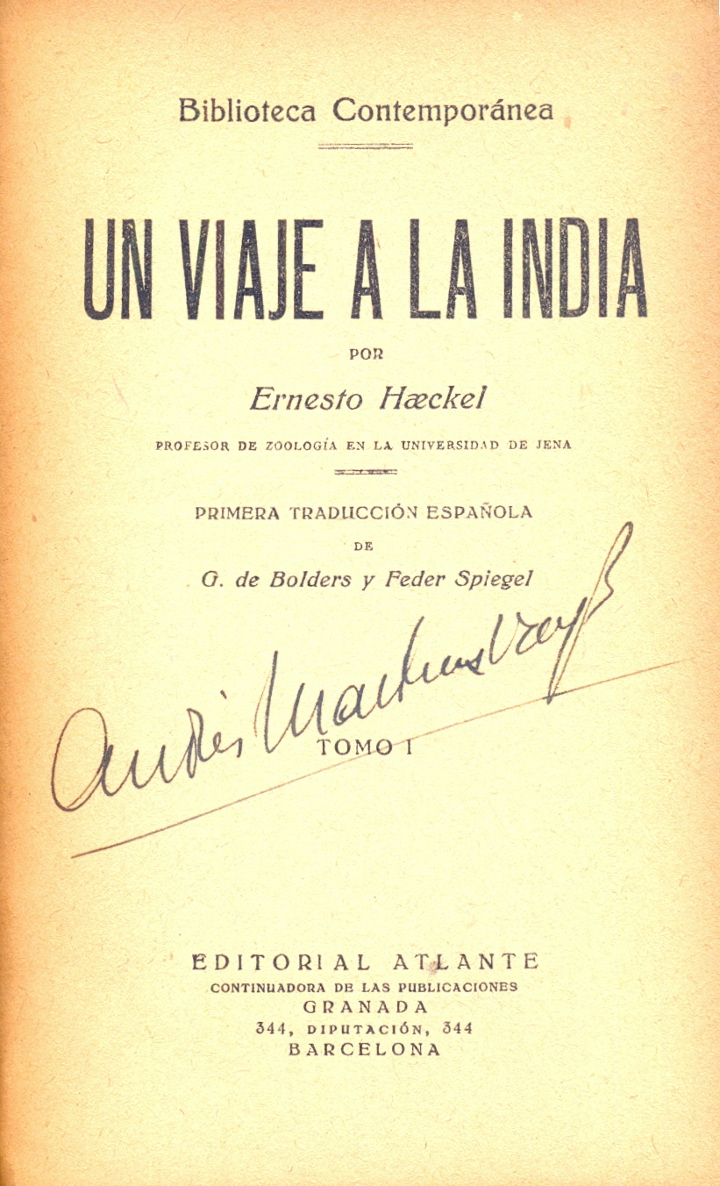 Biblioteca Contemporánea
UN VIAJE A LA INDIA
POR
Ernesto Hæckel
PROFESOR DE ZOOLOGÍA EN LA UNIVERSIDAD DE JENA
PRIMERA TRADUCCIÓN ESPAÑOLA
DE
G. de Bolders y Feder Spiegel
Andrés
TOMO I
EDITORIAL ATLANTE
CONTINUADORA DE LAS PUBLICACIONES
GRANADA
344, DIPUTACIÓN, 344
BARCELONA